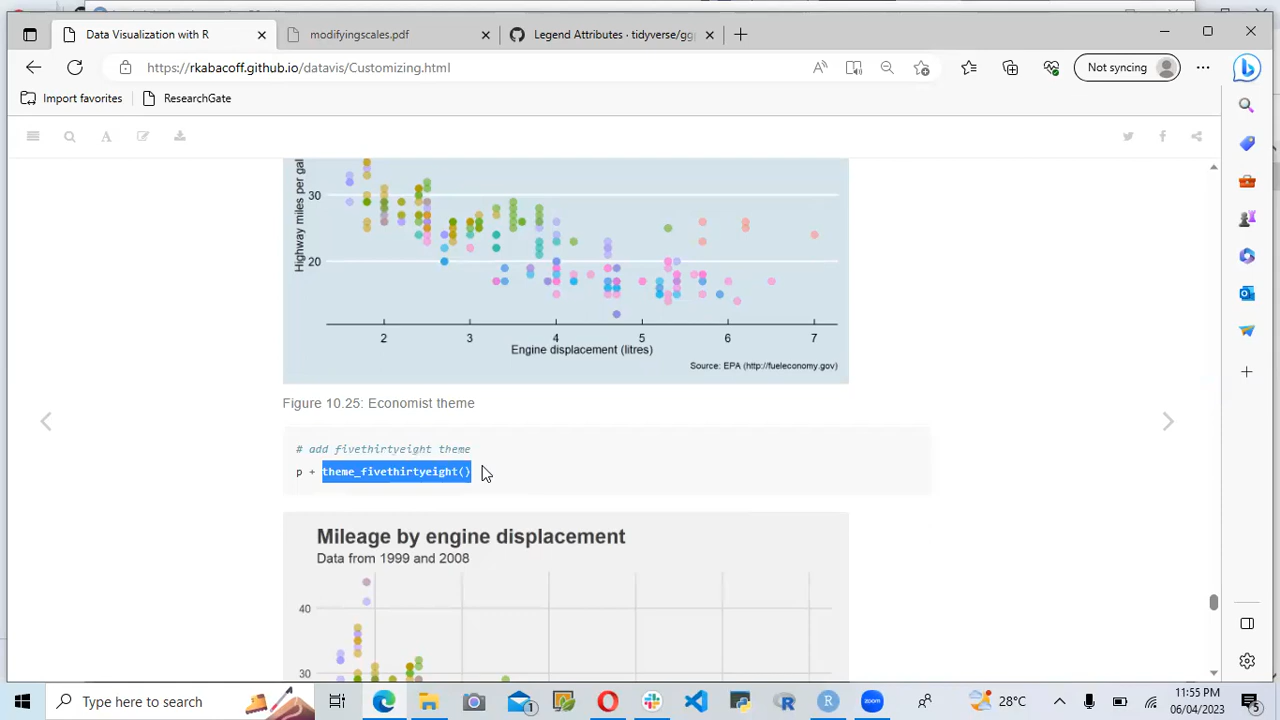 Data Visualization with R
modifyingscales.pdf
Legend Attributes · tidyverse/gg
https://rkabacoff.github.io/datavis/Customizing.html
Not syncing
Import favorites
ResearchGate
Highway miles per gal
30
20
2 3 4 5 6 7
Engine displacement (litres)
Source: EPA (http://fueleconomy.gov)
Figure 10.25: Economist theme
# add fivethirtyeight theme
p + theme_fivethirtyeight()
Mileage by engine displacement
Data from 1999 and 2008
40
30
Type here to search
1
zoom
28°C
11:55 PM
06/04/2023
5